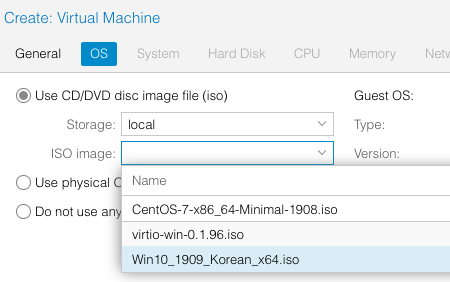 Create: Virtual Machine
General OS System Hard Disk CPU Memory
Use CD/DVD disc image file (iso) Guest OS:
Storage: local Type:
ISO image: Version:
Use physical
Name
Do not use any
CentOS-7-x86_64-Minimal-1908.iso
virtio-win-0.1.96.iso
Win10_1909_Korean_x64.iso